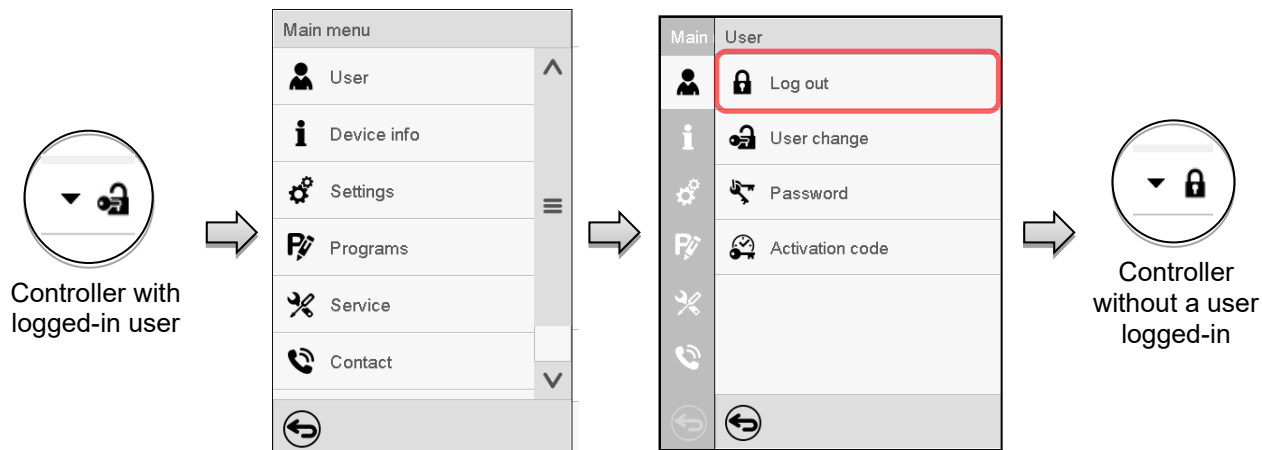 Controller with
logged-in user
Main menu
User
Device info
Settings
Programs
Service
Contact
Main
User
Log out
User change
Password
Activation code
Controller
without a user
logged-in